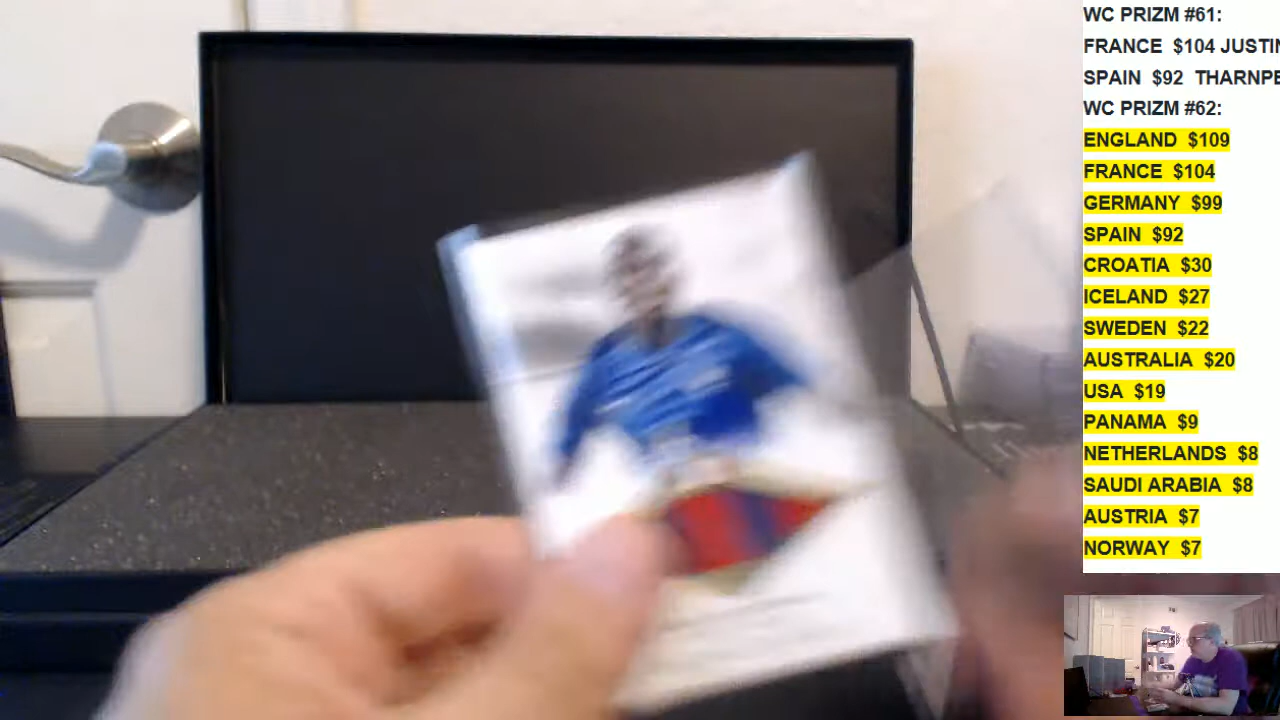 WC PRIZM #61:
FRANCE $104 JUSTIN
SPAIN $92 THARNPE
WC PRIZM #62:
ENGLAND $109
FRANCE $104
GERMANY $99
SPAIN $92
CROATIA $30
ICELAND $27
SWEDEN $22
AUSTRALIA $20
USA $19
PANAMA $9
NETHERLANDS $8
SAUDI ARABIA $8
AUSTRIA $7
NORWAY $7